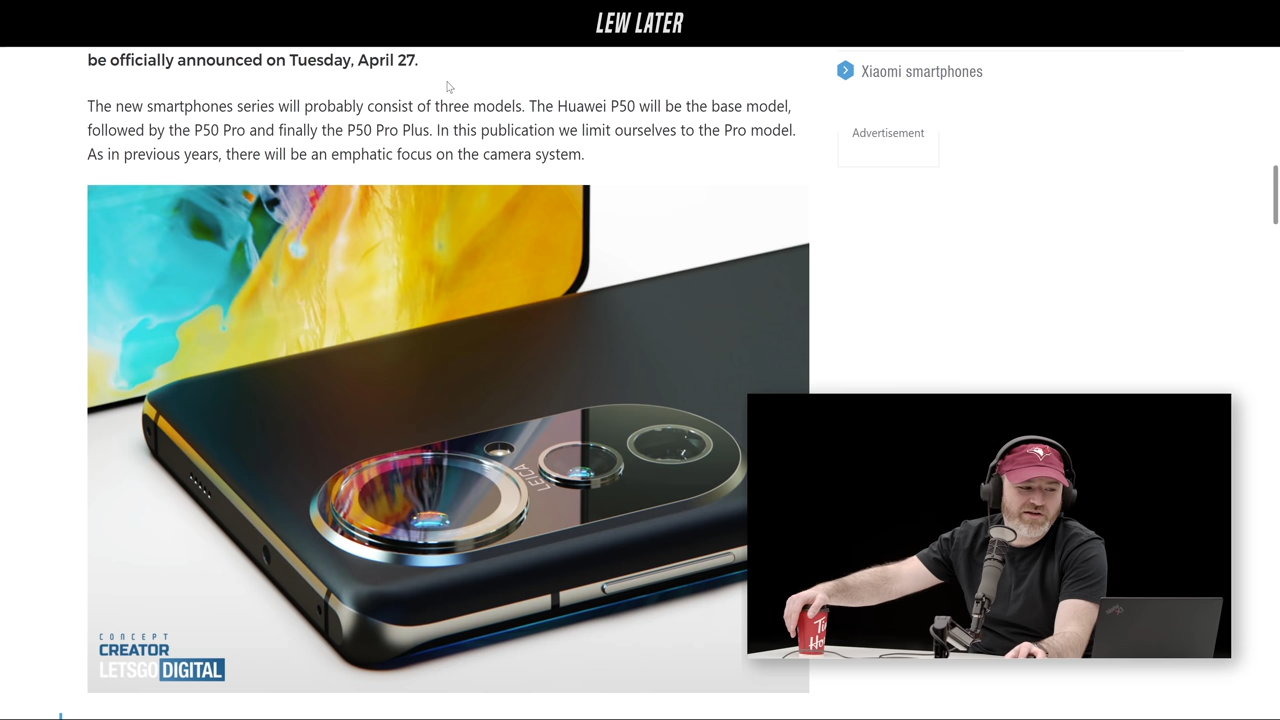 LEW LATER
be officially announced on Tuesday, April 27.
Xiaomi smartphones
Advertisement
The new smartphones series will probably consist of three models. The Huawei P50 will be the base model,
followed by the P50 Pro and finally the P50 Pro Plus. In this publication we limit ourselves to the Pro model.
As in previous years, there will be an emphatic focus on the camera system.
LEICA
CONCEPT
CREATOR
LETSGODIGITAL
Ti
Ho